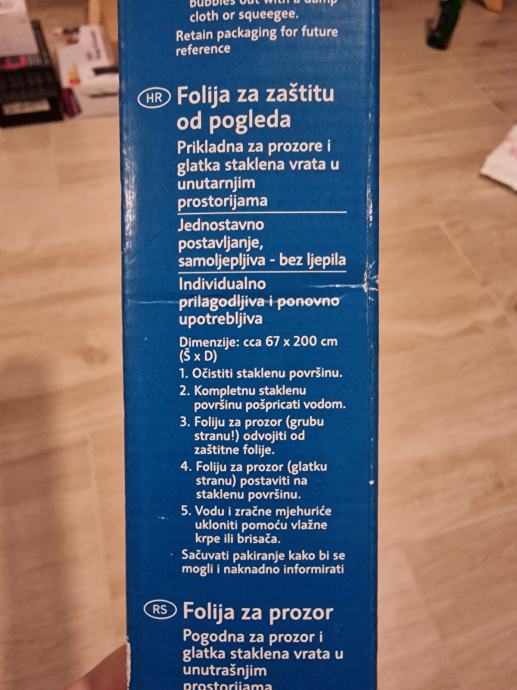 bubbles out with a damp
cloth or squeegee.
Retain packaging for future
reference
HR Folija za zaštitu
od pogleda
Prikladna za prozore i
glatka staklena vrata u
unutarnjim
prostorijama
Jednostavno
postavljanje,
samoljepljiva - bez ljepila
Individualno
prilagodljiva i ponovno
upotrebljiva
Dimenzije: cca 67 x 200 cm
(Š x D)
1. Očistiti staklenu površinu.
2. Kompletnu staklenu
površinu pošpricati vodom.
3. Foliju za prozor (grubu
stranu!) odvojiti od
zaštitne folije.
4. Foliju za prozor (glatku
stranu) postaviti na
staklenu površinu.
5. Vodu i zračne mjehuriće
ukloniti pomoću vlažne
krpe ili brisača.
Sačuvati pakiranje kako bi se
mogli i naknadno informirati
RS Folija za prozor
Pogodna za prozor i
glatka staklena vrata u
unutrašnjim
prostorijama